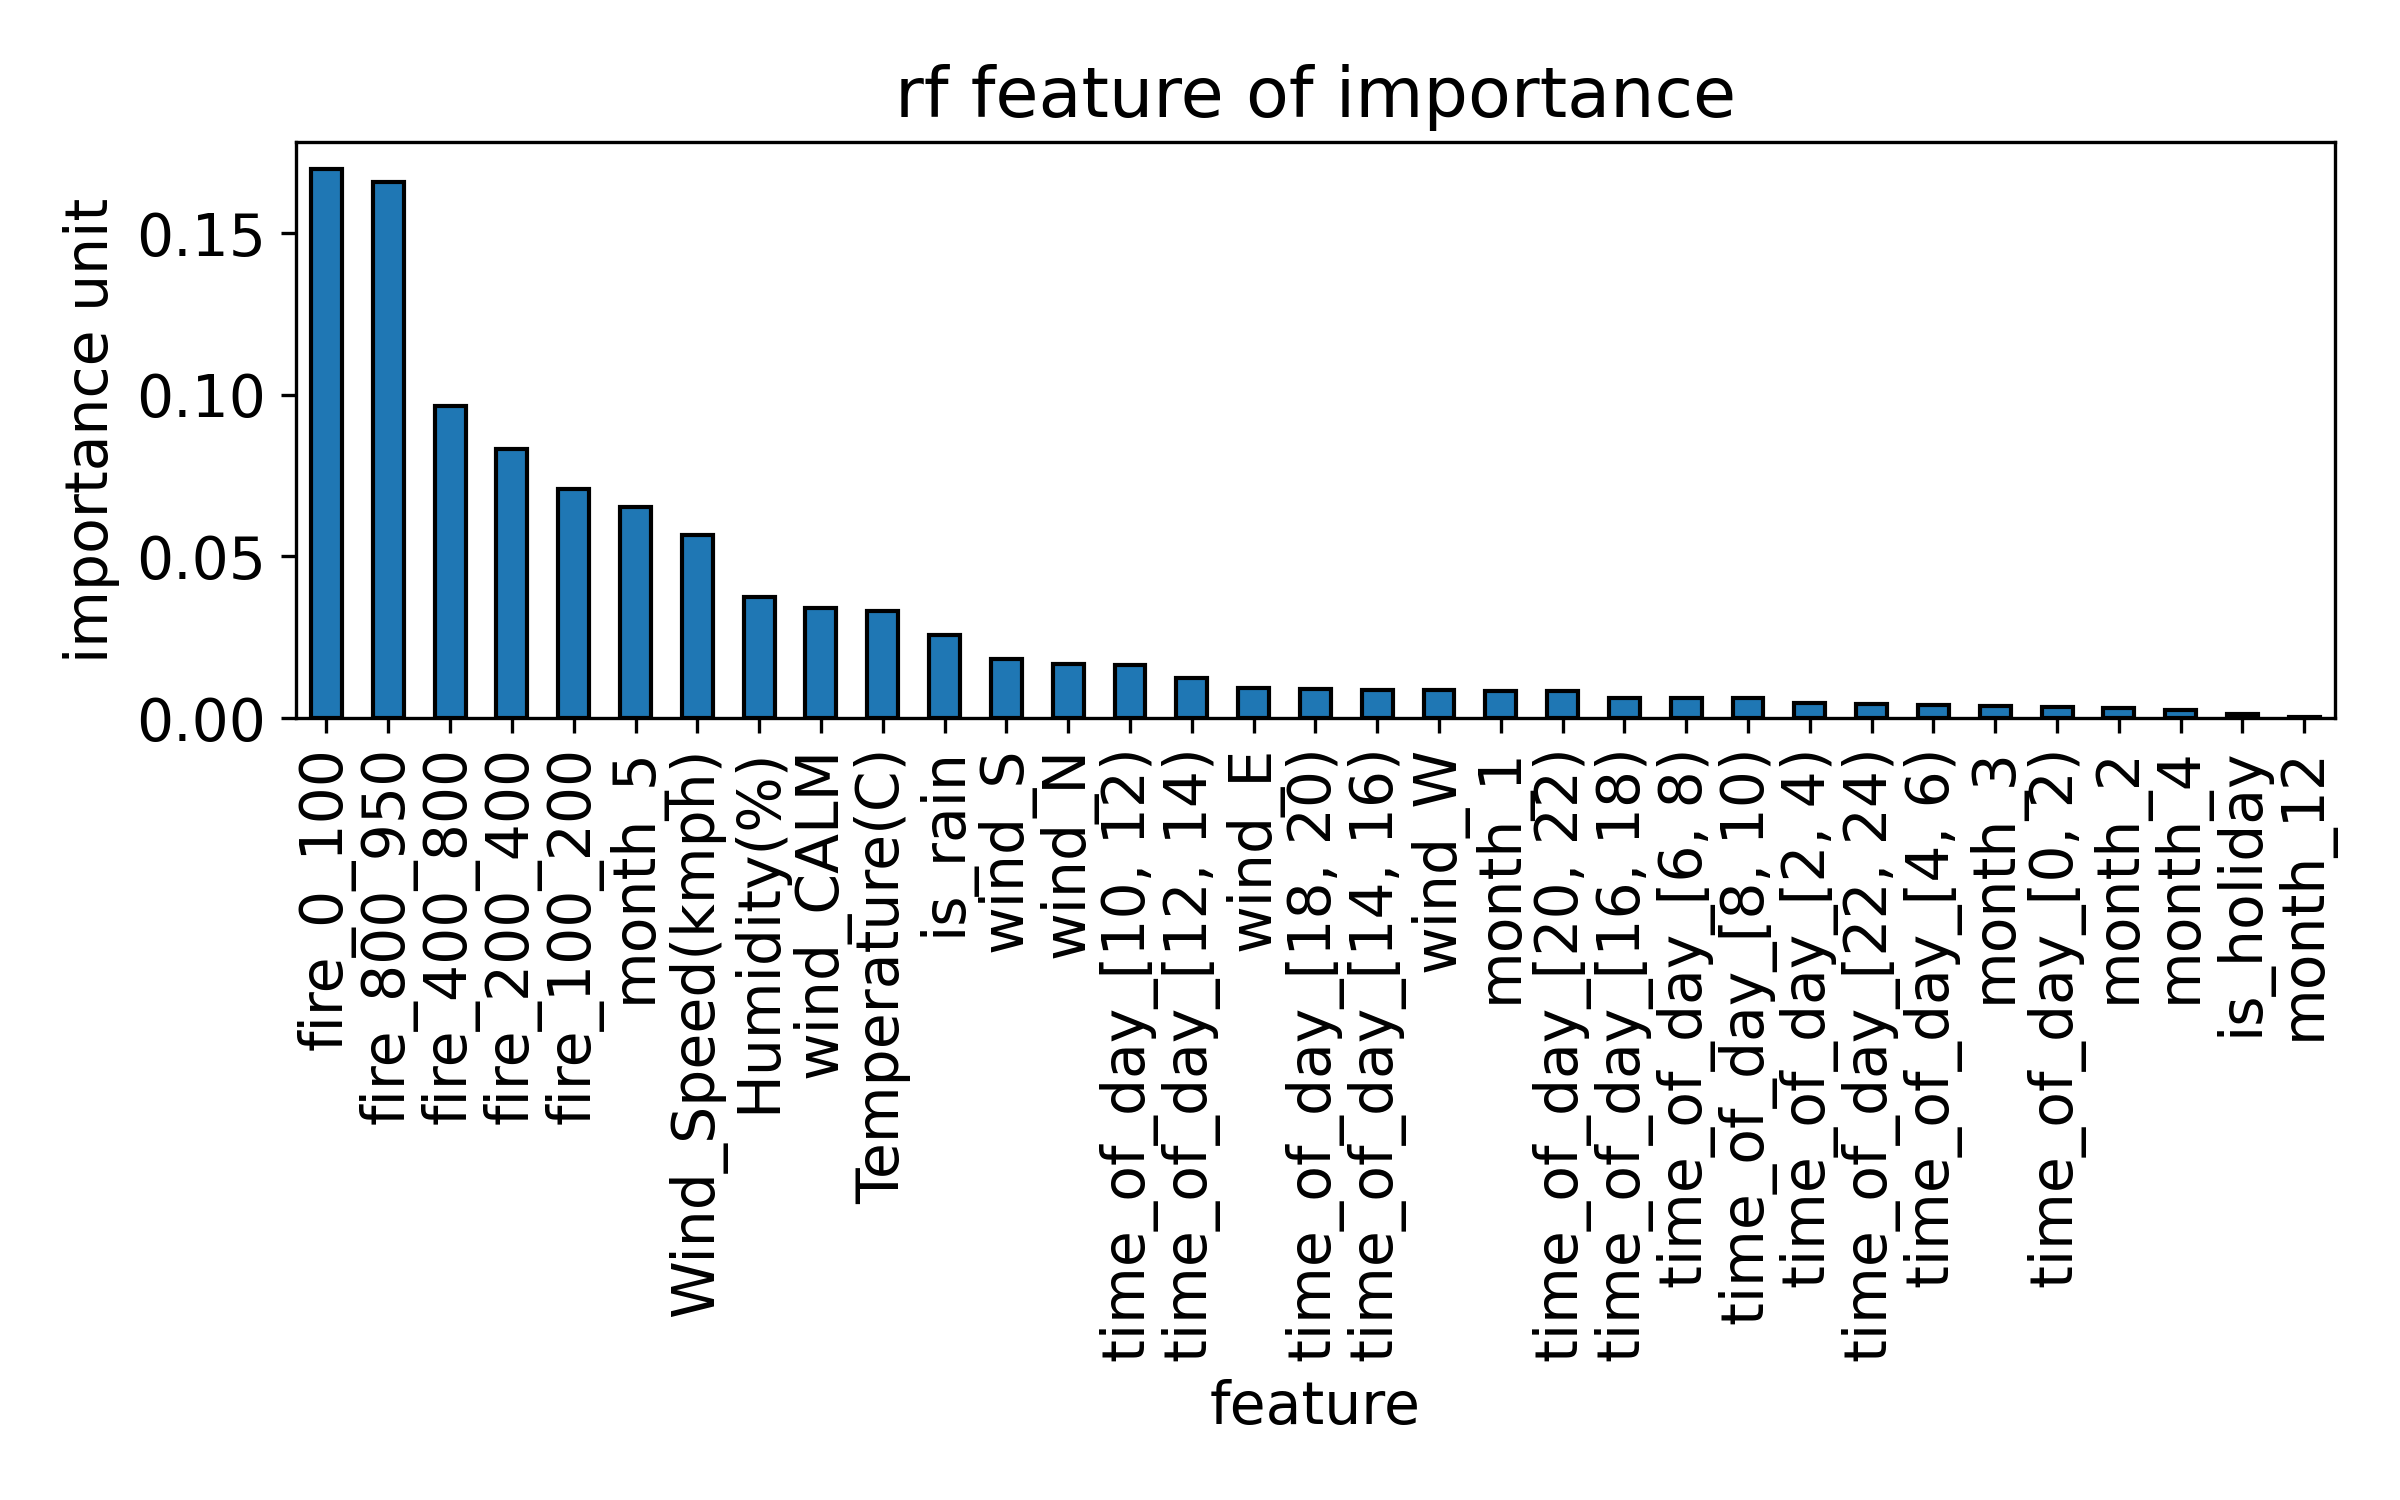 rf feature of importance
importance unit
0.15
0.10
0.05
0.00
fire_0_100
fire_800_950
fire_400_800
fire_200_400
fire_100_200
month_5
Wind_Speed(kmph)
Humidity(%)
wind_CALM
Temperature(C)
is_rain
wind_S
wind_N
time_of_day_[10, 12)
time_of_day_[12, 14)
wind_E
time_of_day_[18, 20)
time_of_day_[14, 16)
wind_W
month_1
time_of_day_[20, 22)
time_of_day_[16, 18)
time_of_day_[6, 8)
time_of_day_[8, 10)
time_of_day_[2, 4)
time_of_day_[22, 24)
time_of_day_[4, 6)
month_3
time_of_day_[0, 2)
month_2
month_4
is_holiday
month_12
feature